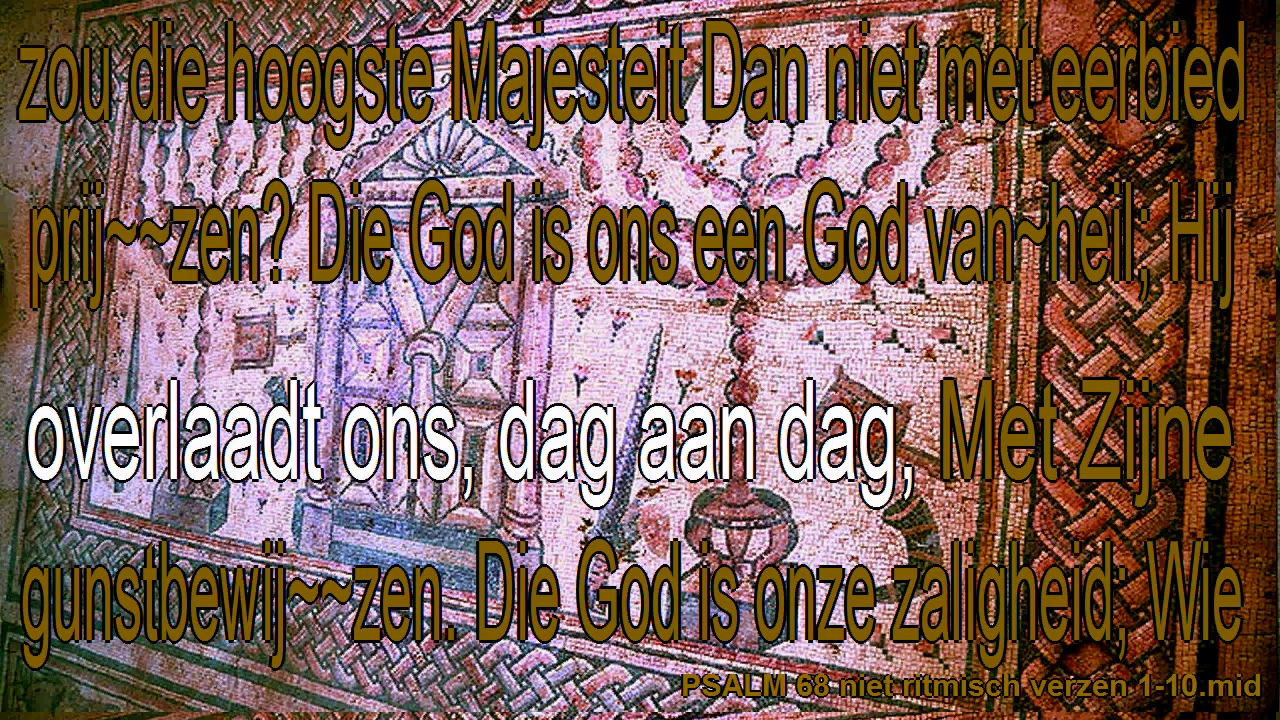 zou die hoogste Majesteit Dan niet met eerbied
prij~~zen? Die God is ons een God van~heil; Hij
overlaadt ons, dag aan dag, Met Zijne
gunstbewij~~zen. Die God is onze zaligheid, Wie
PSALM 68 niet ritmisch verzen 1-10.mid